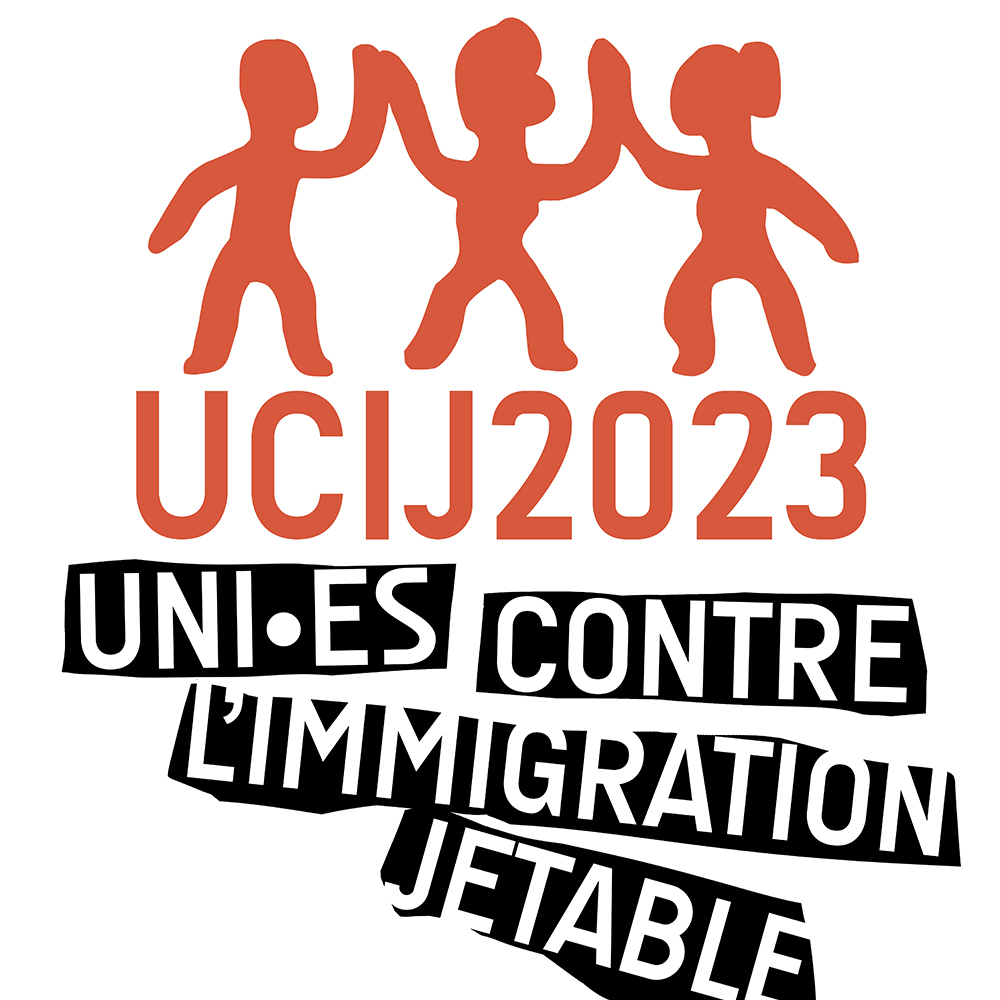 UCIJ2023
UNI•ES CONTRE
L'IMMIGRATION
JETABLE